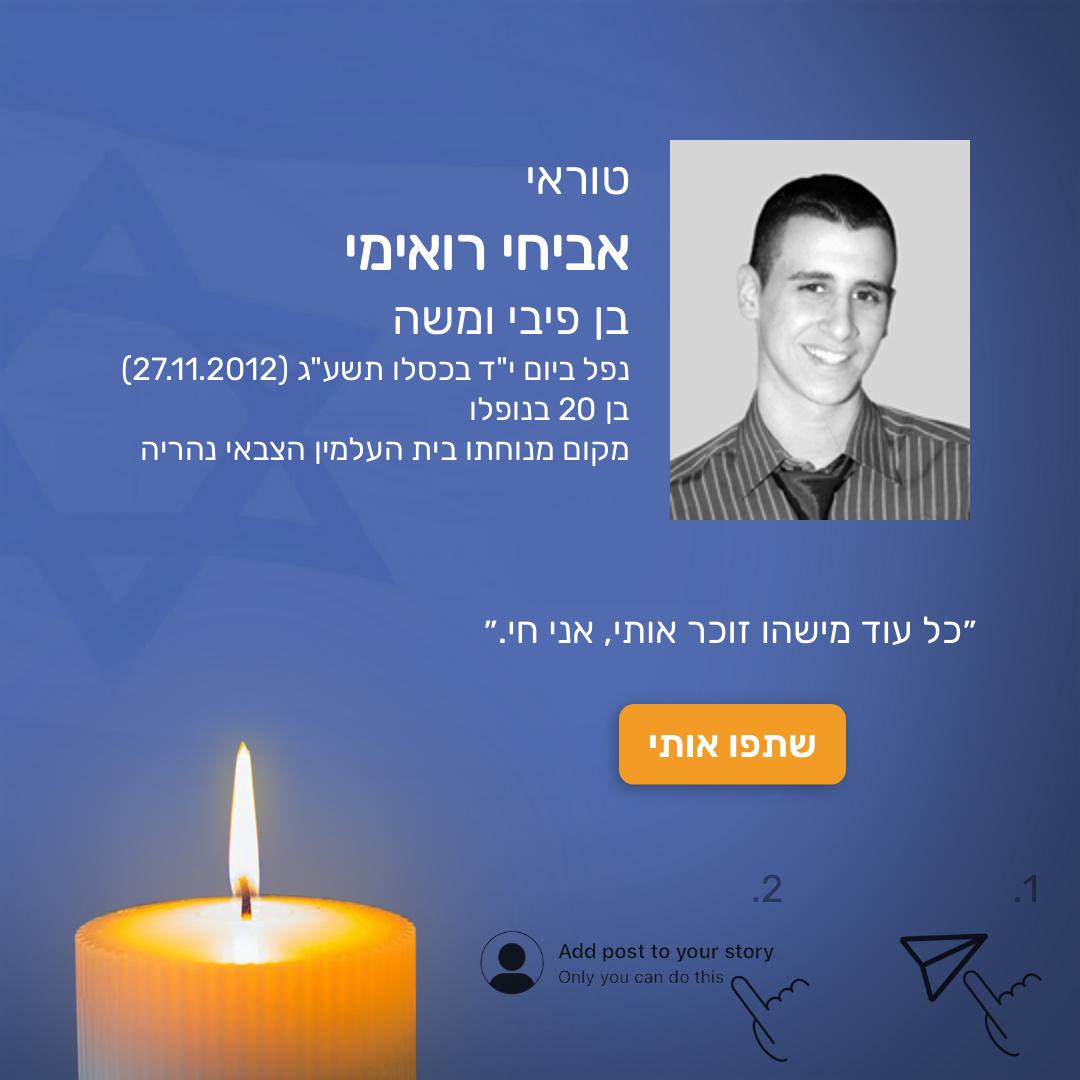 טוראי
אביחי רואימי
בן פיבי ומשה
נפל ביום י"ד בכסלו תשע"ג (27.11.2012)
בן 20 בנופלו
מקום מנוחתו בית העלמין הצבאי נהריה
״כל עוד מישהו זוכר אותי, אני חי.״
שתפו אותי
1.
2.
Add post to your story
Only you can do this